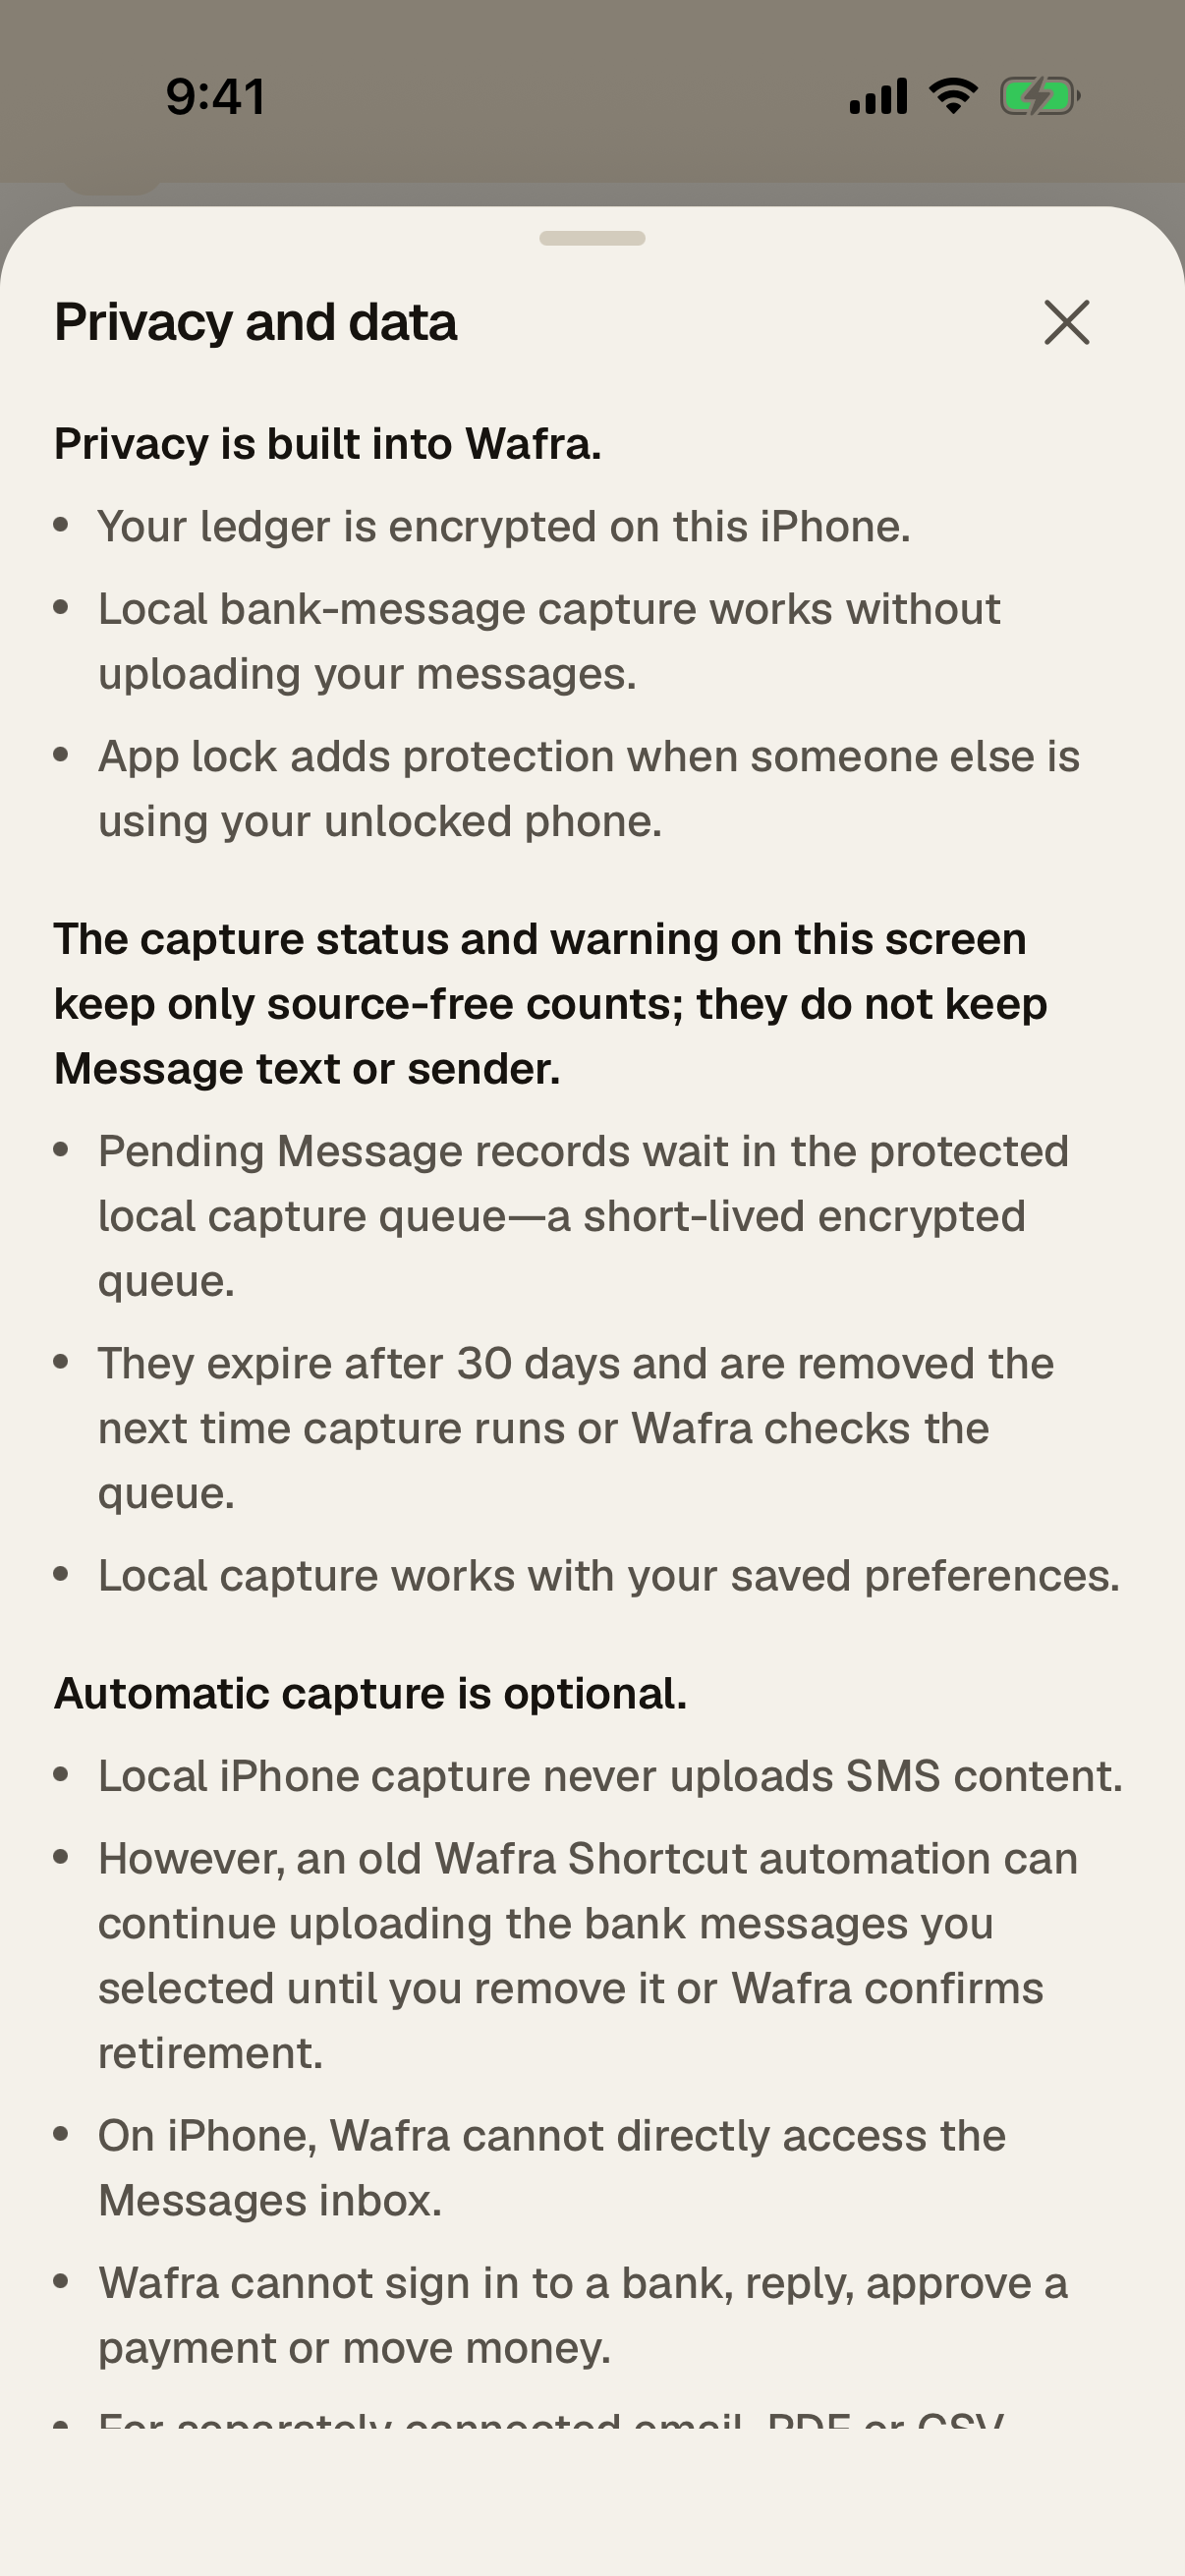 9:41
Privacy and data
Privacy is built into Wafra.
• Your ledger is encrypted on this iPhone.
• Local bank-message capture works without
uploading your messages.
• App lock adds protection when someone else is
using your unlocked phone.
The capture status and warning on this screen
keep only source-free counts; they do not keep
Message text or sender.
• Pending Message records wait in the protected
local capture queue—a short-lived encrypted
queue.
• They expire after 30 days and are removed the
next time capture runs or Wafra checks the
queue.
• Local capture works with your saved preferences.
Automatic capture is optional.
• Local iPhone capture never uploads SMS content.
• However, an old Wafra Shortcut automation can
continue uploading the bank messages you
selected until you remove it or Wafra confirms
retirement.
• On iPhone, Wafra cannot directly access the
Messages inbox.
• Wafra cannot sign in to a bank, reply, approve a
payment or move money.
• For separately connected email, PDF or CSV